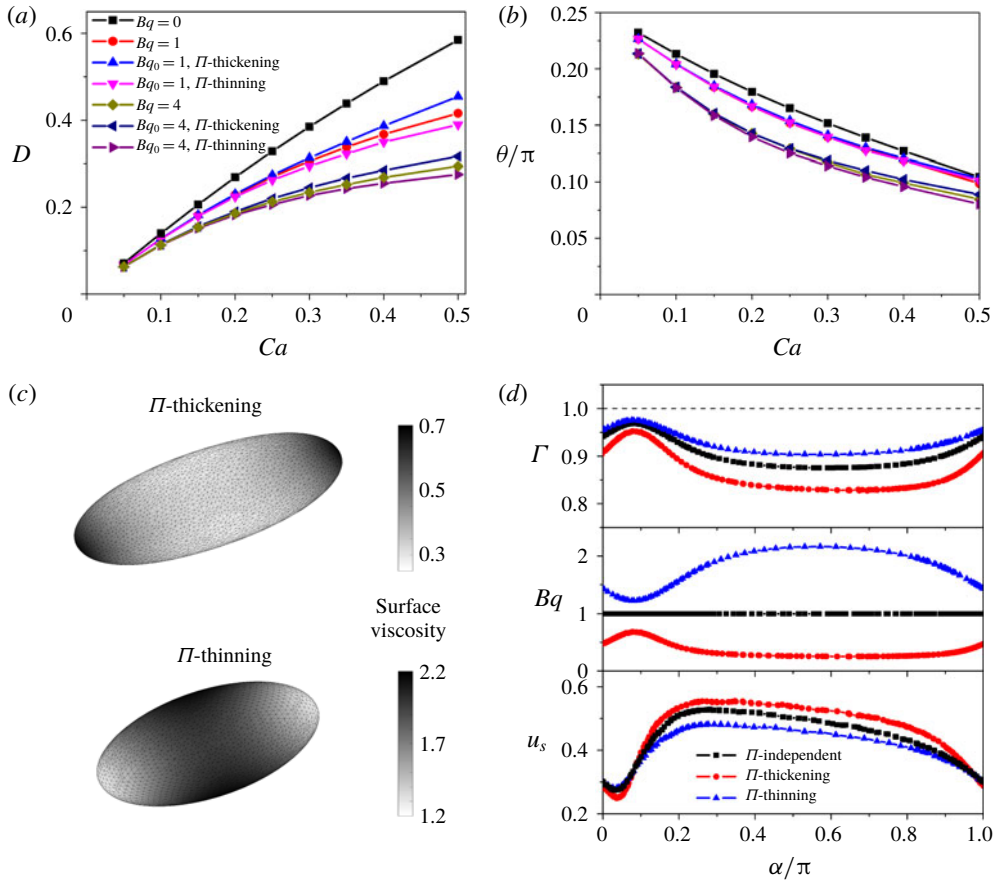 (a)
Bq = 0
Bq = 1
Bq₀ = 1, Π-thickening
Bq₀ = 1, Π-thinning
Bq = 4
Bq₀ = 4, Π-thickening
Bq₀ = 4, Π-thinning
0.6
0.4
D
0.2
0
0.1
0.2
0.3
0.4
0.5
Ca
(b)
0.25
0.20
0.15
θ/π
0.10
0.05
0
0.1
0.2
0.3
0.4
0.5
Ca
(c)
Π-thickening
0.7
0.5
0.3
Surface
viscosity
Π-thinning
2.2
1.7
1.2
(d)
1.0
Γ
0.9
0.8
2
Bq
1
0
0.6
u_s
0.4
0.2
Π-independent
Π-thickening
Π-thinning
0
0.2
0.4
0.6
0.8
1.0
α/π